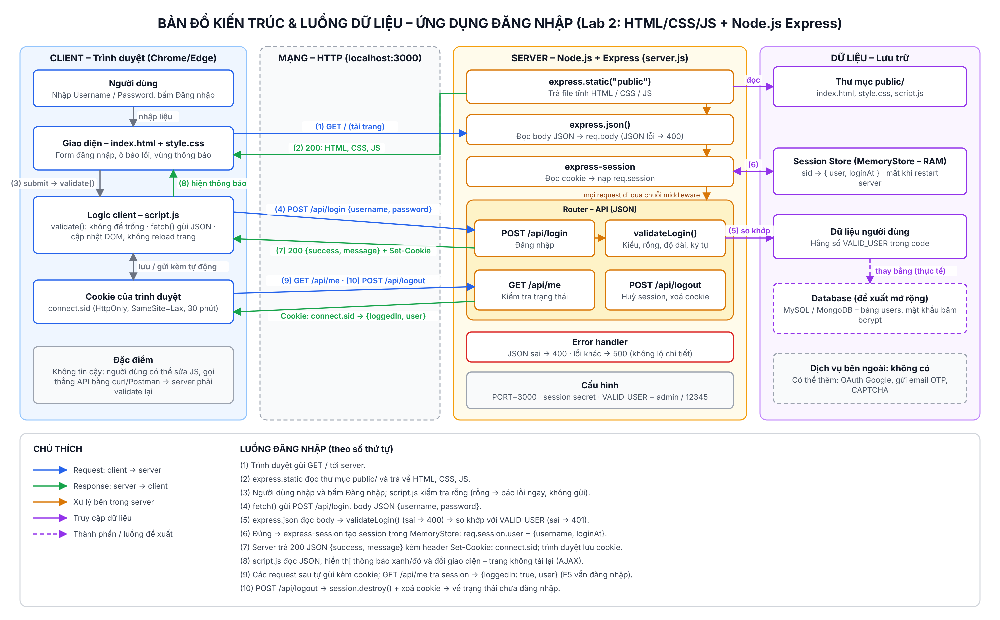 BẢN ĐỒ KIẾN TRÚC & LUỒNG DỮ LIỆU – ỨNG DỤNG ĐĂNG NHẬP (Lab 2: HTML/CSS/JS + Node.js Express)
CLIENT – Trình duyệt (Chrome/Edge)
Người dùng
Nhập Username / Password, bấm Đăng nhập
nhập liệu
Giao diện – index.html + style.css
Form đăng nhập, ô báo lỗi, vùng thông báo
(3) submit → validate()
(8) hiện thông báo
Logic client – script.js
validate(): không để trống · fetch() gửi JSON ·
cập nhật DOM, không reload trang
lưu / gửi kèm tự động
Cookie của trình duyệt
connect.sid (HttpOnly, SameSite=Lax, 30 phút)
Đặc điểm
Không tin cậy: người dùng có thể sửa JS, gọi
thẳng API bằng curl/Postman → server phải
validate lại
MẠNG – HTTP (localhost:3000)
(1) GET / (tải trang)
(2) 200: HTML, CSS, JS
(4) POST /api/login {username, password}
(7) 200 {success, message} + Set-Cookie
(9) GET /api/me · (10) POST /api/logout
Cookie: connect.sid → {loggedIn, user}
SERVER – Node.js + Express (server.js)
express.static("public")
Trả file tĩnh HTML / CSS / JS
express.json()
Đọc body JSON → req.body (JSON lỗi → 400)
express-session
Đọc cookie → nạp req.session
mọi request đi qua chuỗi middleware
Router – API (JSON)
POST /api/login
Đăng nhập
validateLogin()
Kiểu, rỗng, độ dài, ký tự
GET /api/me
Kiểm tra trạng thái
POST /api/logout
Huỷ session, xoá cookie
Error handler
JSON sai → 400 · lỗi khác → 500 (không lộ chi tiết)
Cấu hình
PORT=3000 · session secret · VALID_USER = admin / 12345
DỮ LIỆU – Lưu trữ
đọc
Thư mục public/
index.html, style.css, script.js
(6)
Session Store (MemoryStore – RAM)
sid → { user, loginAt } · mất khi restart
server
(5) so khớp
Dữ liệu người dùng
Hằng số VALID_USER trong code
thay bằng (thực tế)
Database (đề xuất mở rộng)
MySQL / MongoDB – bảng users, mật khẩu băm
bcrypt
Dịch vụ bên ngoài: không có
Có thể thêm: OAuth Google, gửi email OTP,
CAPTCHA
CHÚ THÍCH
Request: client → server
Response: server → client
Xử lý bên trong server
Truy cập dữ liệu
Thành phần / luồng đề xuất
LUỒNG ĐĂNG NHẬP (theo số thứ tự)
(1) Trình duyệt gửi GET / tới server.
(2) express.static đọc thư mục public/ và trả về HTML, CSS, JS.
(3) Người dùng nhập và bấm Đăng nhập; script.js kiểm tra rỗng (rỗng → báo lỗi ngay, không gửi).
(4) fetch() gửi POST /api/login, body JSON {username, password}.
(5) express.json đọc body → validateLogin() (sai → 400) → so khớp với VALID_USER (sai → 401).
(6) Đúng → express-session tạo session trong MemoryStore: req.session.user = {username, loginAt}.
(7) Server trả 200 JSON {success, message} kèm header Set-Cookie: connect.sid; trình duyệt lưu cookie.
(8) script.js đọc JSON, hiển thị thông báo xanh/đỏ và đổi giao diện – trang không tải lại (AJAX).
(9) Các request sau tự gửi kèm cookie; GET /api/me tra session → {loggedIn: true, user} (F5 vẫn đăng nhập).
(10) POST /api/logout → session.destroy() + xoá cookie → về trạng thái chưa đăng nhập.